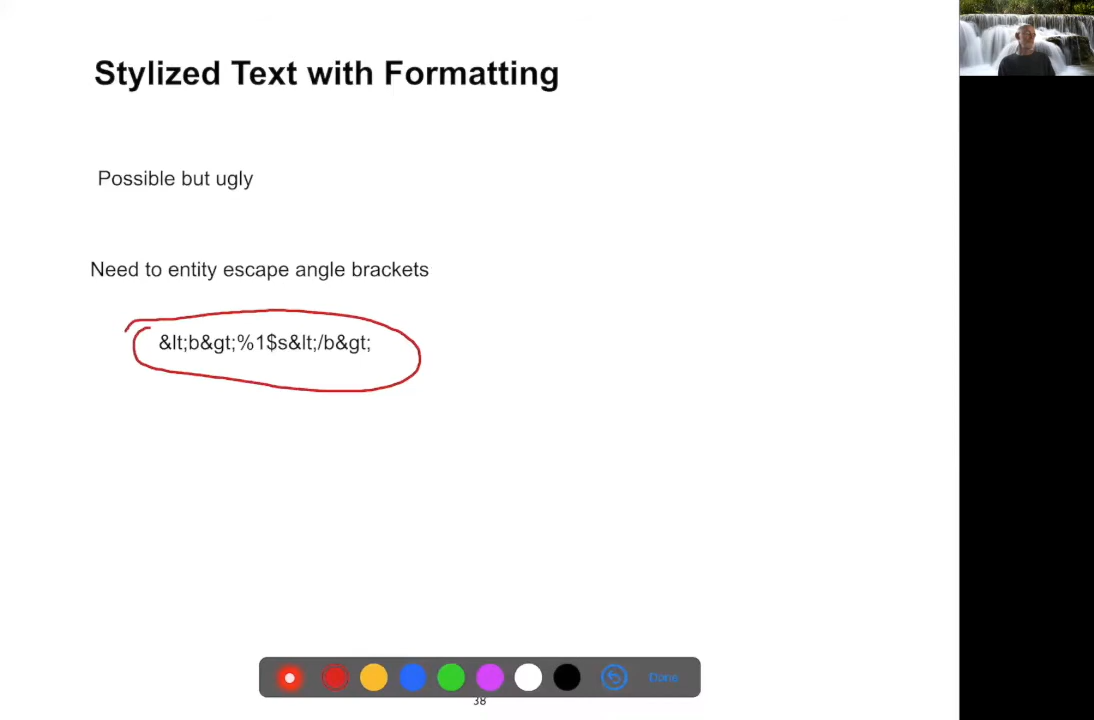 Stylized Text with Formatting
Possible but ugly
Need to entity escape angle brackets
&lt;b&gt;%1$s&lt;/b&gt;
Done
38